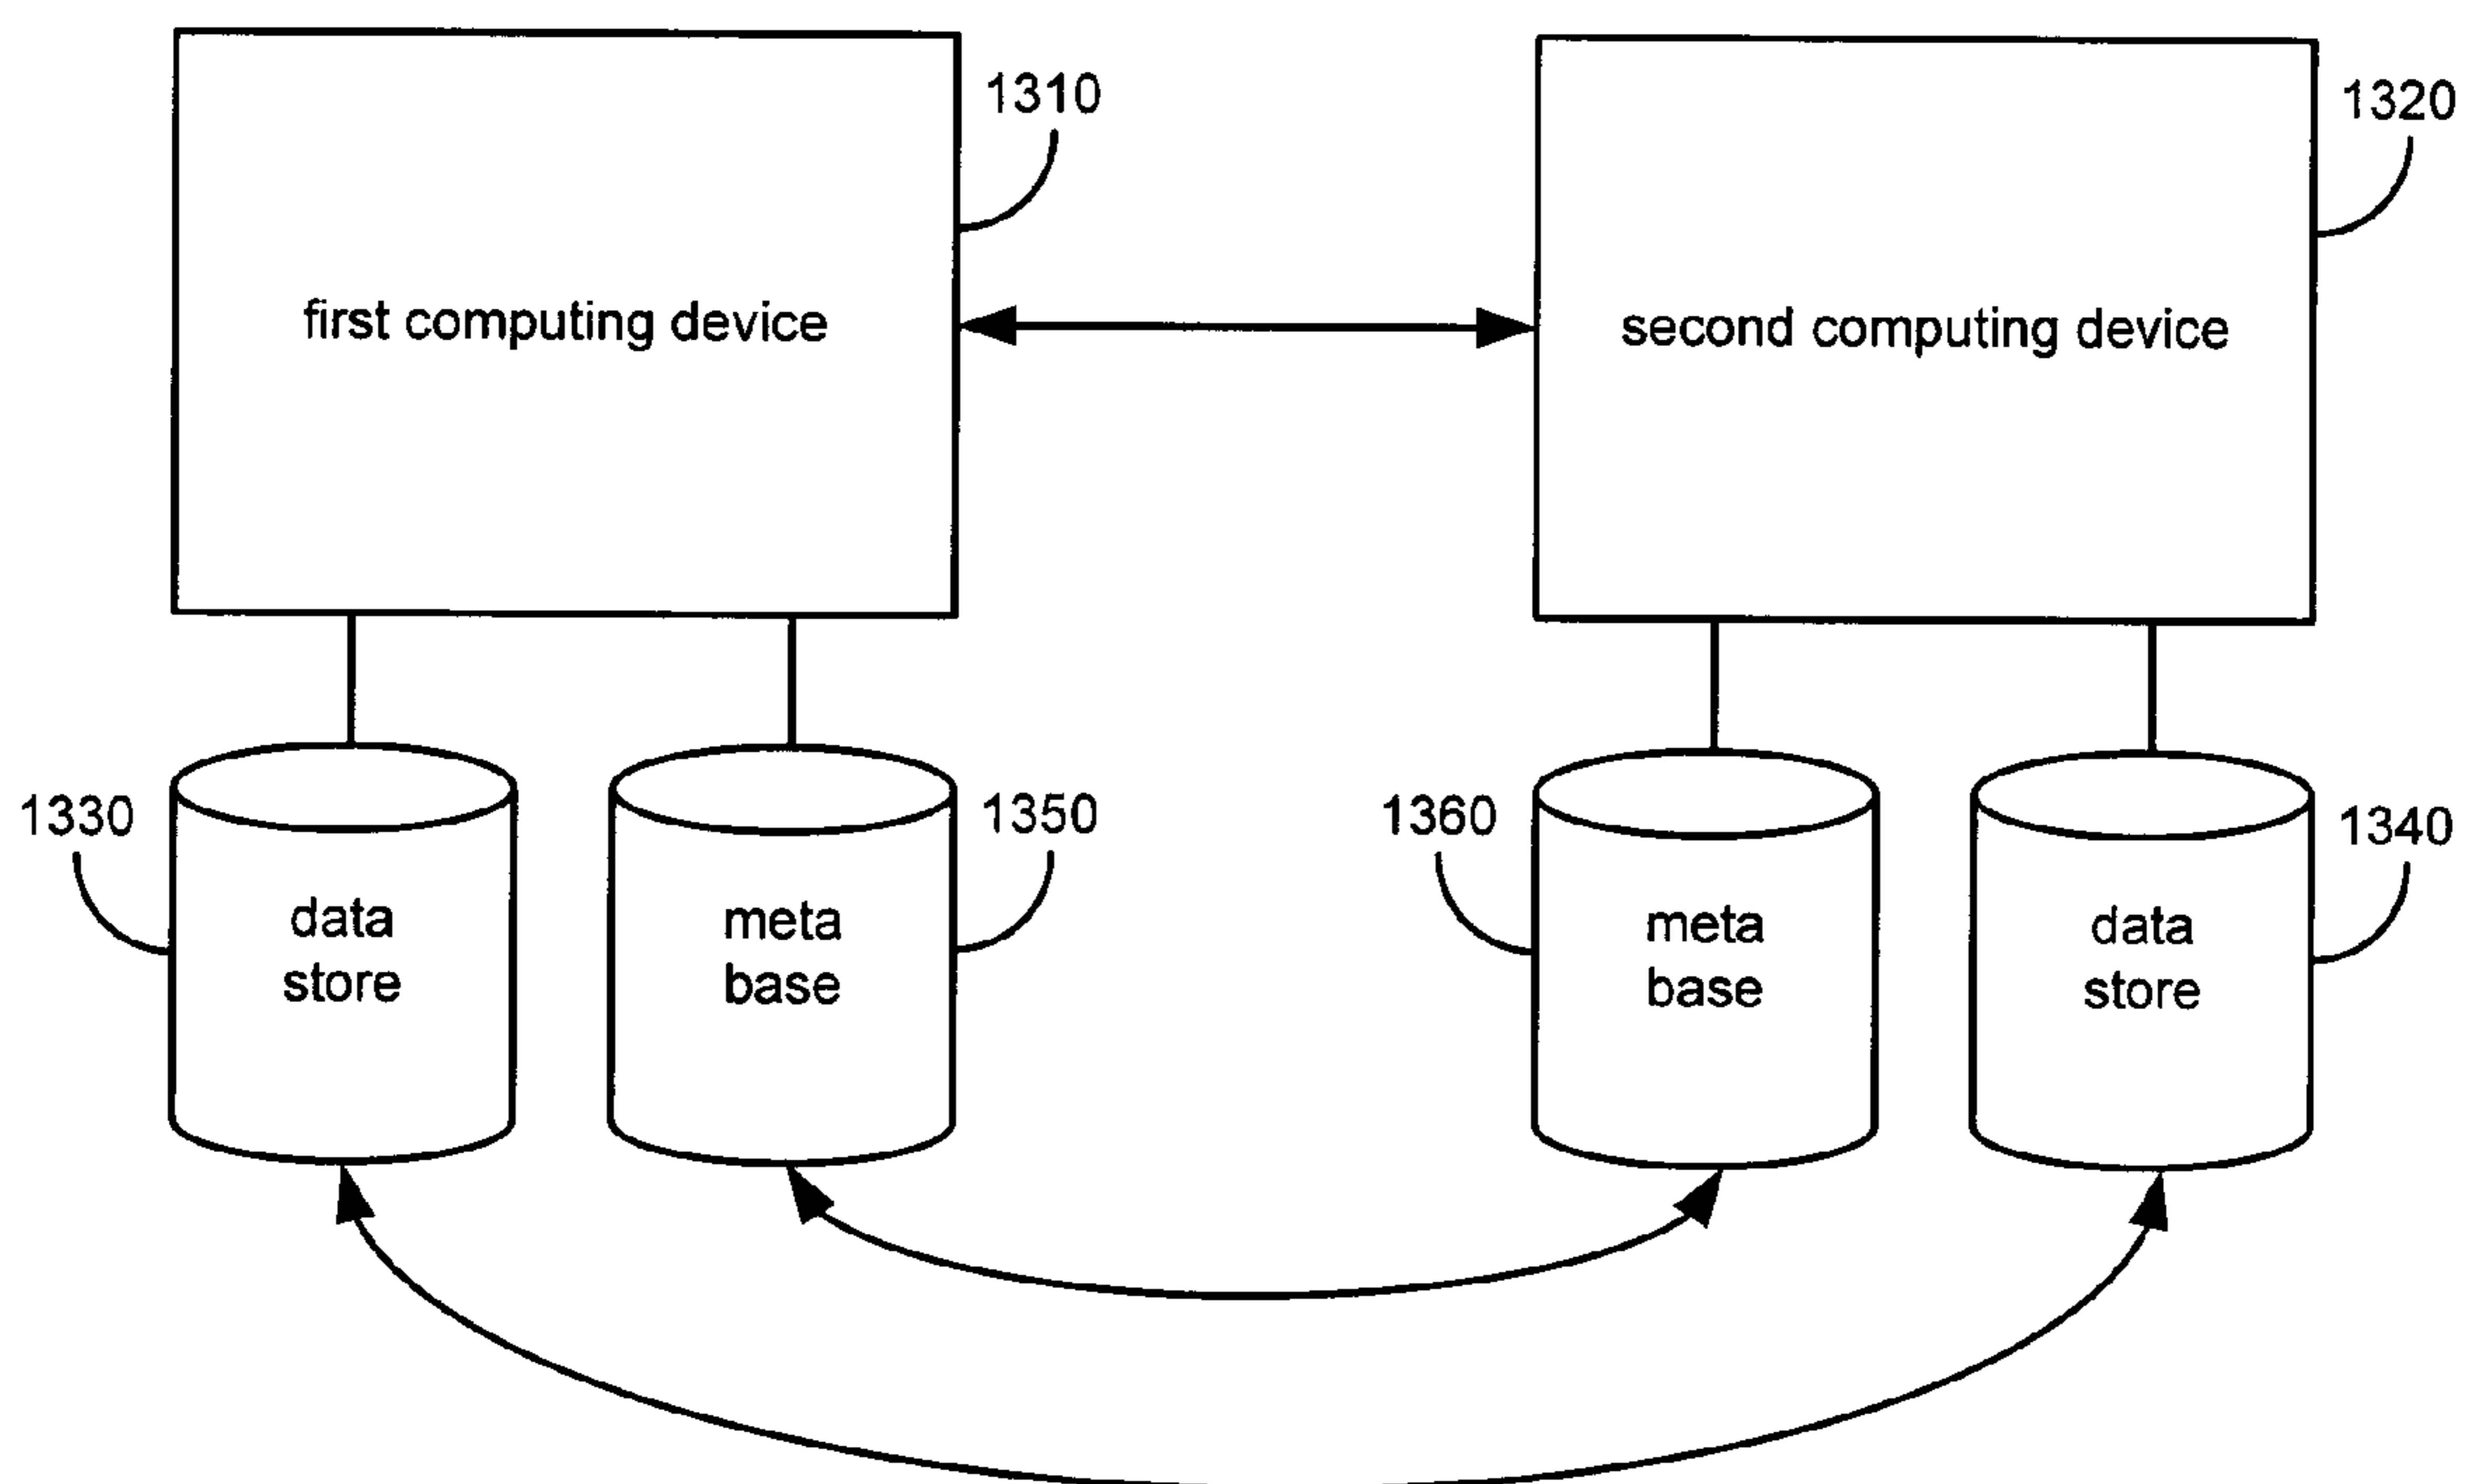 1310
1320
first computing device
second computing device
1330
1350
1360
1340
data
store
meta
base
meta
base
data
store